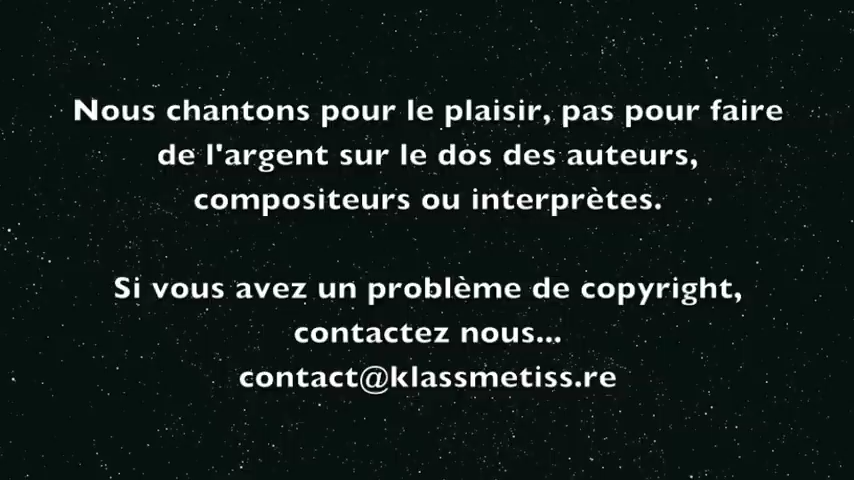 Nous chantons pour le plaisir, pas pour faire
de l'argent sur le dos des auteurs,
compositeurs ou interprètes.
Si vous avez un problème de copyright,
contactez nous...
contact@klassmetiss.re